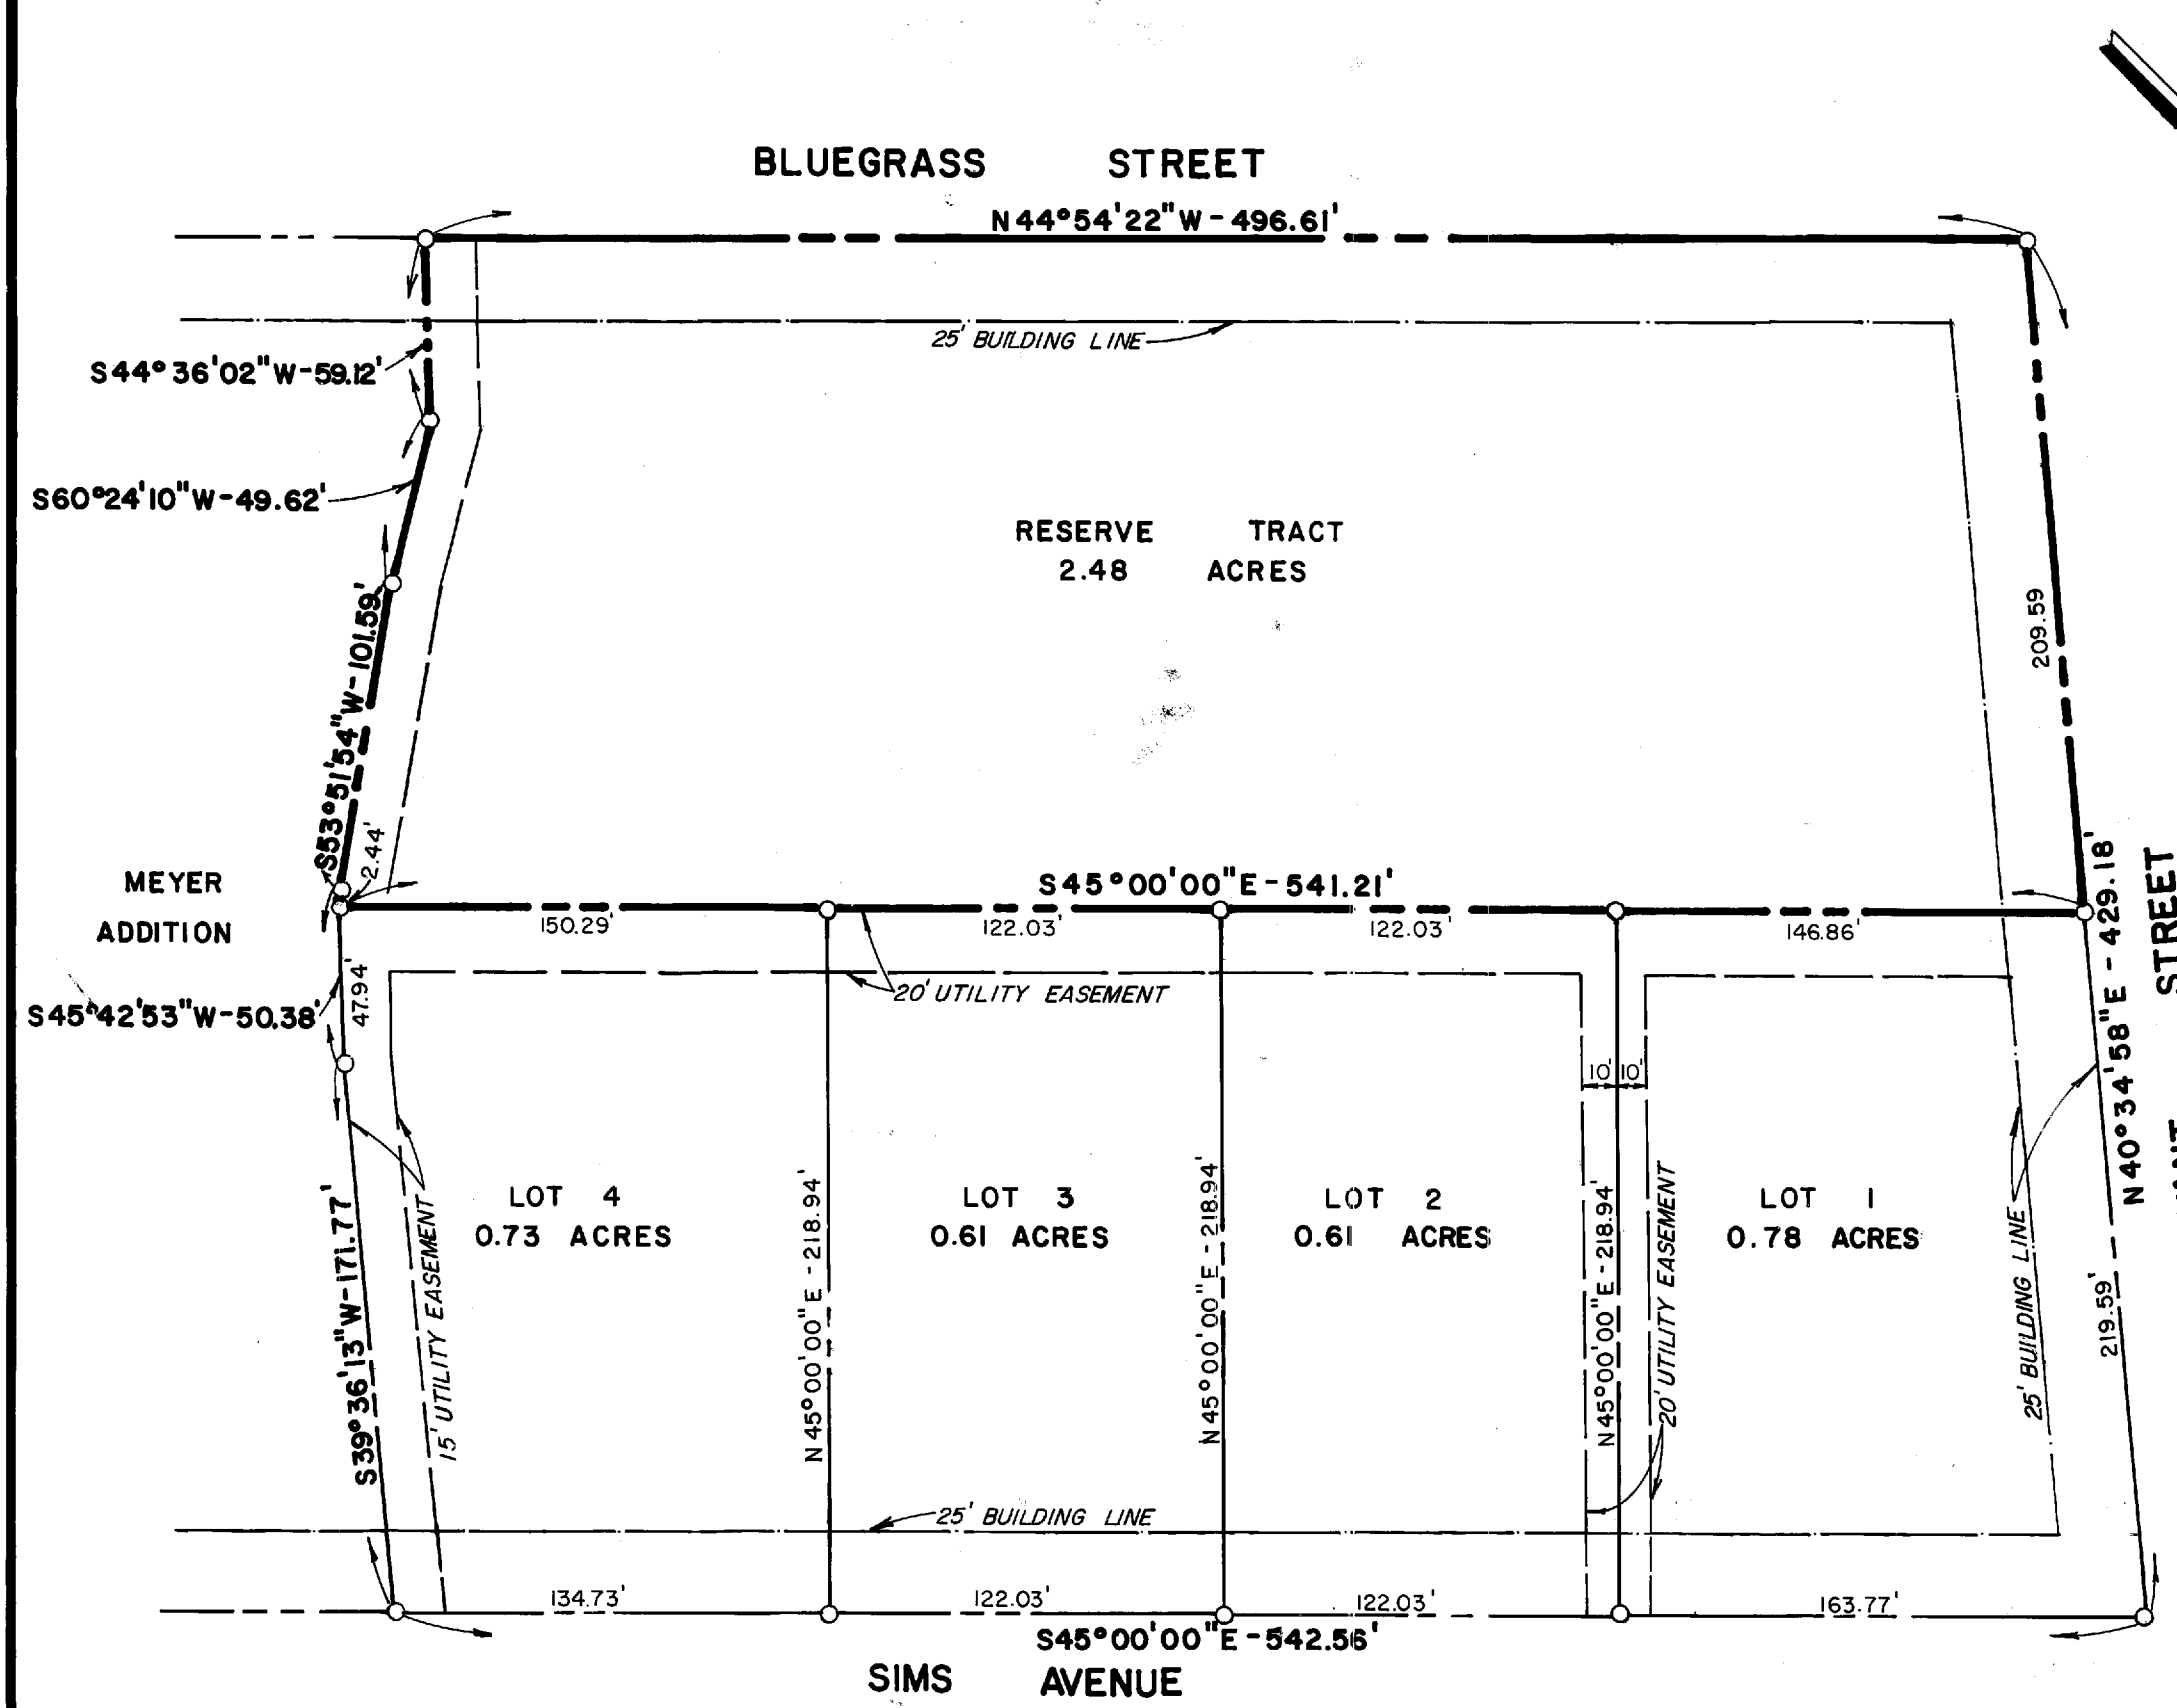 BLUEGRASS STREET
N44°54'22"W-496.61'
25' BUILDING LINE
S44°36'02"W-59.12'
S60°24'10"W-49.62'
RESERVE TRACT
2.48 ACRES
S53°51'54"W-101.59'
209.59
2.44'
MEYER
ADDITION
S45°00'00"E-541.21'
150.29'
122.03'
122.03'
146.86'
N40°34'58"E-429.18'
STREET
47.94'
S45°42'53"W-50.38'
20' UTILITY EASEMENT
10' 10'
LOT 4
0.73 ACRES
LOT 3
0.61 ACRES
LOT 2
0.61 ACRES
LOT 1
0.78 ACRES
S39°36'13"W-171.77'
15' UTILITY EASEMENT
N45°00'00"E-218.94'
N45°00'00"E-218.94'
N45°00'00"E-218.94'
20' UTILITY EASEMENT
25' BUILDING LINE
219.59'
25' BUILDING LINE
134.73'
122.03'
122.03'
163.77'
S45°00'00"E-542.56'
SIMS AVENUE